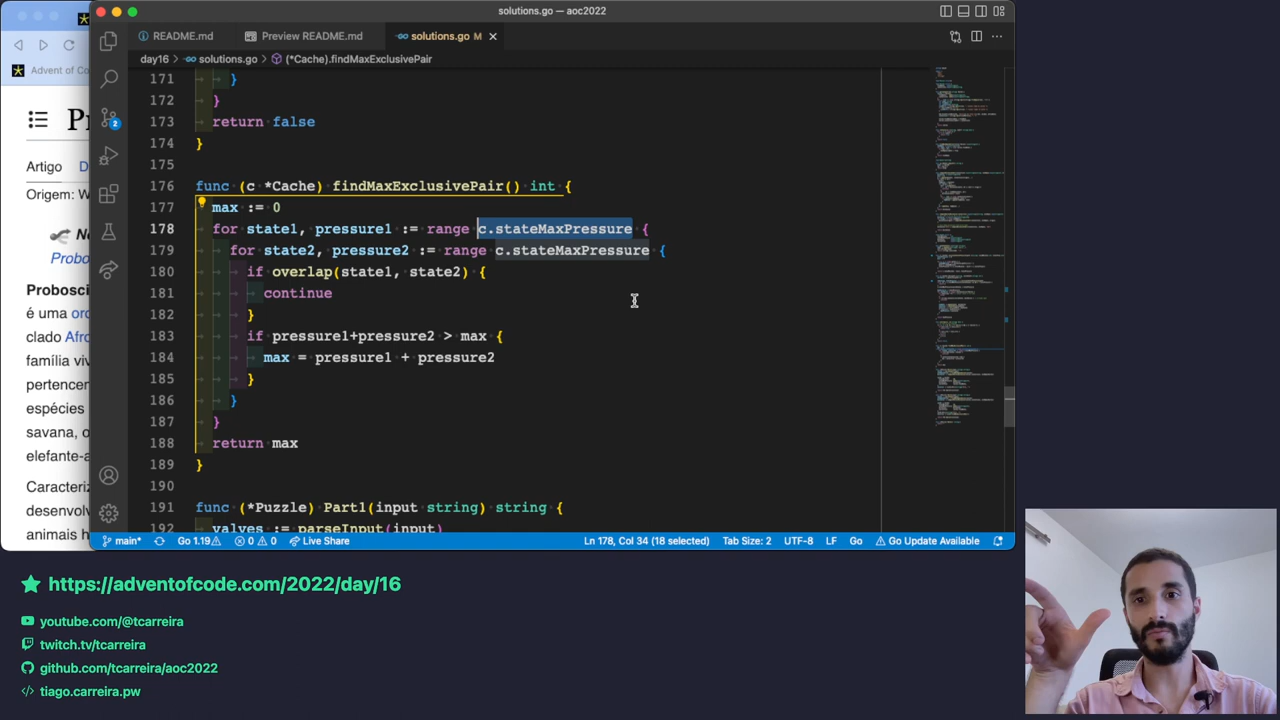 solutions.go — aoc2022
README.md
Preview README.md
solutions.go M
Advent of Co
day16 › solutions.go › (*Cache).findMaxExclusivePair
171 }
172 }
173 return false
174 }
175
176 func (c *Cache) findMaxExclusivePair() int {
177 max := 0
178 for state1, pressure1 := range c.stateMaxPressure {
179 for state2, pressure2 := range c.stateMaxPressure {
180 if overlap(state1, state2) {
181 continue
182 }
183 if pressure1+pressure2 > max {
184 max = pressure1 + pressure2
185 }
186 }
187 }
188 return max
189 }
190
191 func (*Puzzle) Part1(input string) string {
192 valves := parseInput(input)
Artigo D
Origem: W
Probo
Probosc
é uma orc
clado Afro
família viv
pertencen
espécies
savana, o
elefante-a
Caracteriz
desenvolv
animais h
2
main*
Go 1.19
0 0
Live Share
Ln 178, Col 34 (18 selected)
Tab Size: 2
UTF-8
LF
Go
Go Update Available
https://adventofcode.com/2022/day/16
youtube.com/@tcarreira
twitch.tv/tcarreira
github.com/tcarreira/aoc2022
tiago.carreira.pw